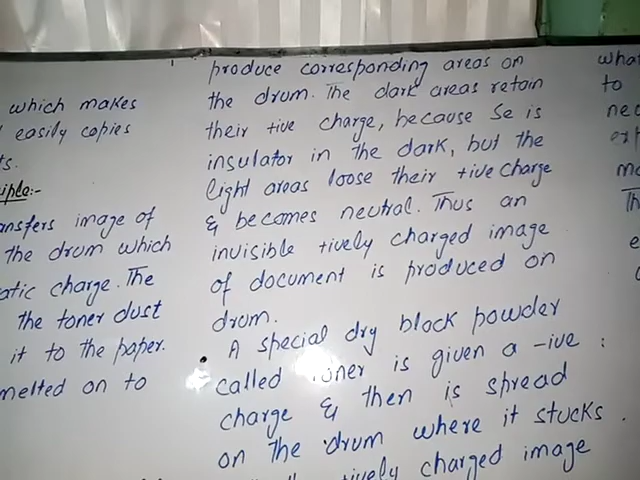 which makes
easily copies
ts.
iple:-
ansfers image of
the drum which
atic charge. The
the toner dust
it to the paper.
melted on to
produce corresponding areas on
the drum. The dark areas retain
their +ive charge, because Se is
insulator in the dark, but the
light areas loose their +ive charge
& becomes neutral. Thus an
invisible +ively charged image
of document is produced on
drum.
• A special dry black powder
called toner is given a -ive
charge & then is spread
on the drum where it stucks
+ively charged image
what
to
nec
exp
mo
Th
e